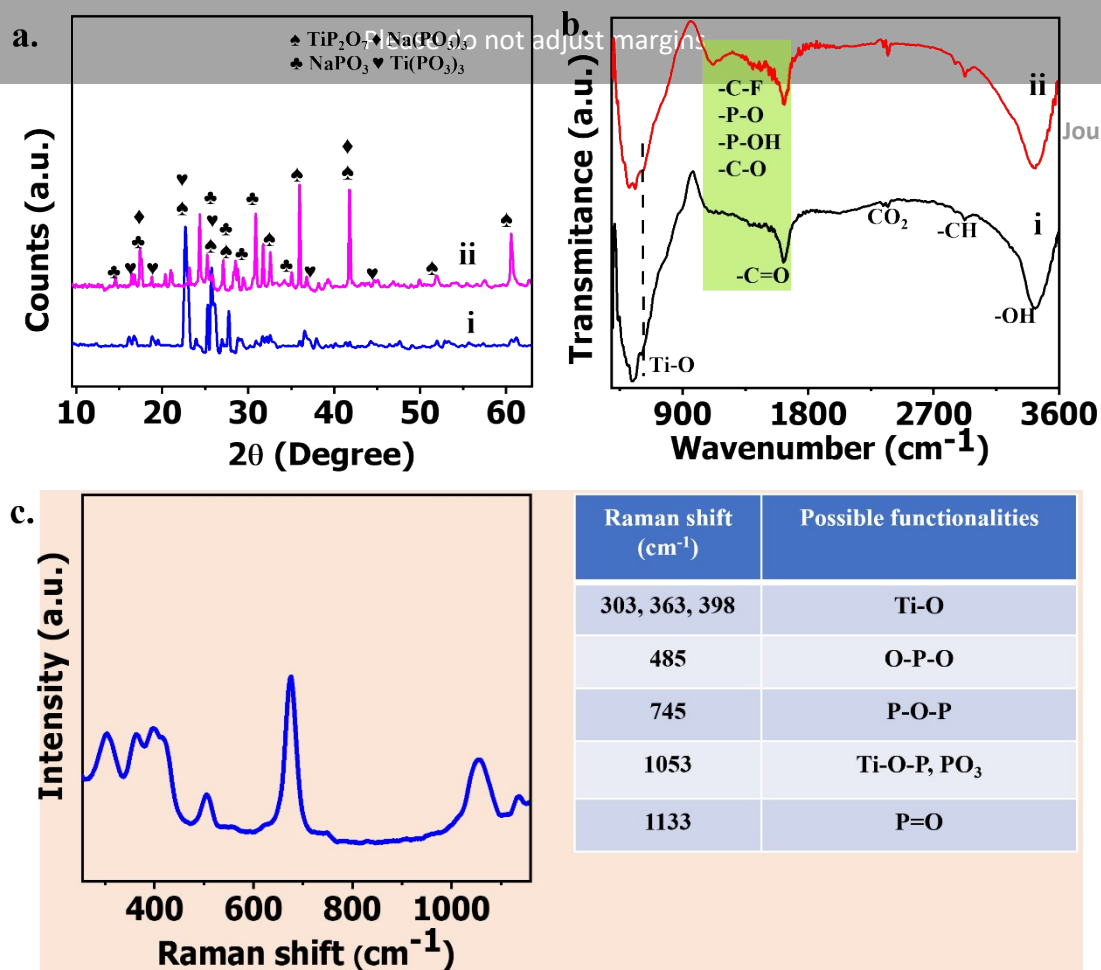 Please do not adjust margins
Jou
a.
♠ TiP₂O₇ ♦ Na(PO₃)₃
♣ NaPO₃ ♥ Ti(PO₃)₃
Counts (a.u.)
ii
i
10 20 30 40 50 60
2θ (Degree)
b.
Transmitance (a.u.)
-C-F
-P-O
-P-OH
-C-O
-C=O
ii
i
CO₂
-CH
-OH
Ti-O
900 1800 2700 3600
Wavenumber (cm⁻¹)
c.
Intensity (a.u.)
400 600 800 1000
Raman shift (cm⁻¹)
Raman shift (cm⁻¹) Possible functionalities
303, 363, 398 Ti-O
485 O-P-O
745 P-O-P
1053 Ti-O-P, PO₃
1133 P=O